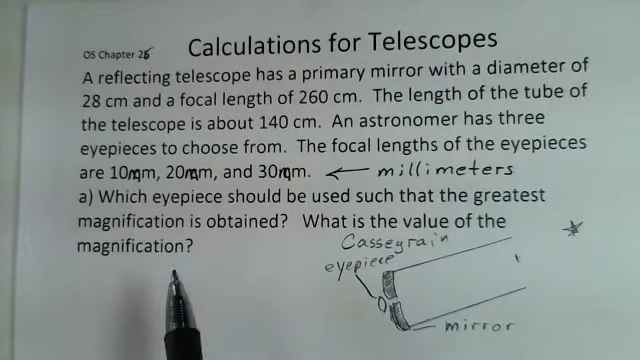 OS Chapter 26
Calculations for Telescopes
A reflecting telescope has a primary mirror with a diameter of
28 cm and a focal length of 260 cm. The length of the tube of
the telescope is about 140 cm. An astronomer has three
eyepieces to choose from. The focal lengths of the eyepieces
are 10mm, 20mm, and 30mm. ← millimeters
a) Which eyepiece should be used such that the greatest
magnification is obtained? What is the value of the
magnification?
Cassegrain
eyepiece
mirror